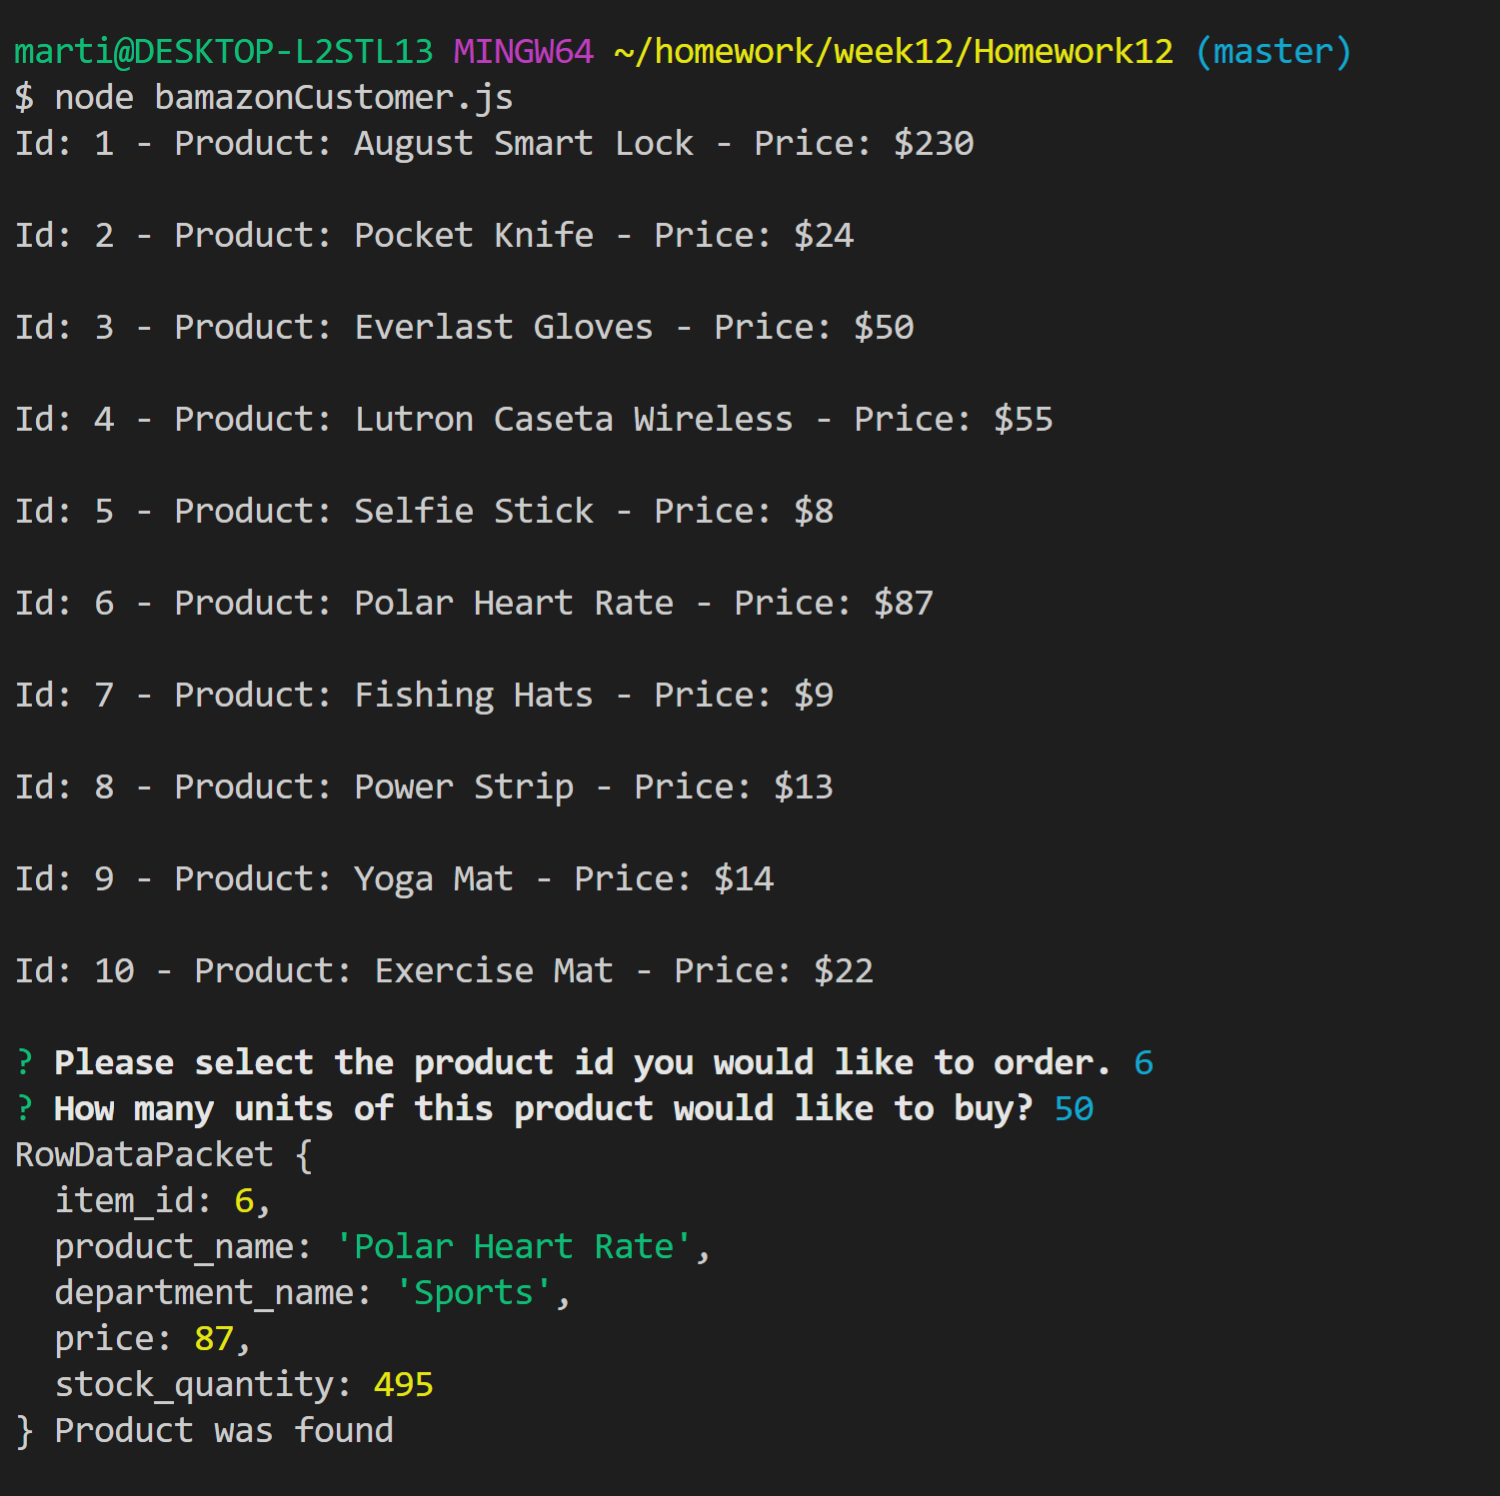 marti@DESKTOP-L2STL13 MINGW64 ~/homework/week12/Homework12 (master)
$ node bamazonCustomer.js
Id: 1 - Product: August Smart Lock - Price: $230
Id: 2 - Product: Pocket Knife - Price: $24
Id: 3 - Product: Everlast Gloves - Price: $50
Id: 4 - Product: Lutron Caseta Wireless - Price: $55
Id: 5 - Product: Selfie Stick - Price: $8
Id: 6 - Product: Polar Heart Rate - Price: $87
Id: 7 - Product: Fishing Hats - Price: $9
Id: 8 - Product: Power Strip - Price: $13
Id: 9 - Product: Yoga Mat - Price: $14
Id: 10 - Product: Exercise Mat - Price: $22
? Please select the product id you would like to order. 6
? How many units of this product would like to buy? 50
RowDataPacket {
  item_id: 6,
  product_name: 'Polar Heart Rate',
  department_name: 'Sports',
  price: 87,
  stock_quantity: 495
} Product was found